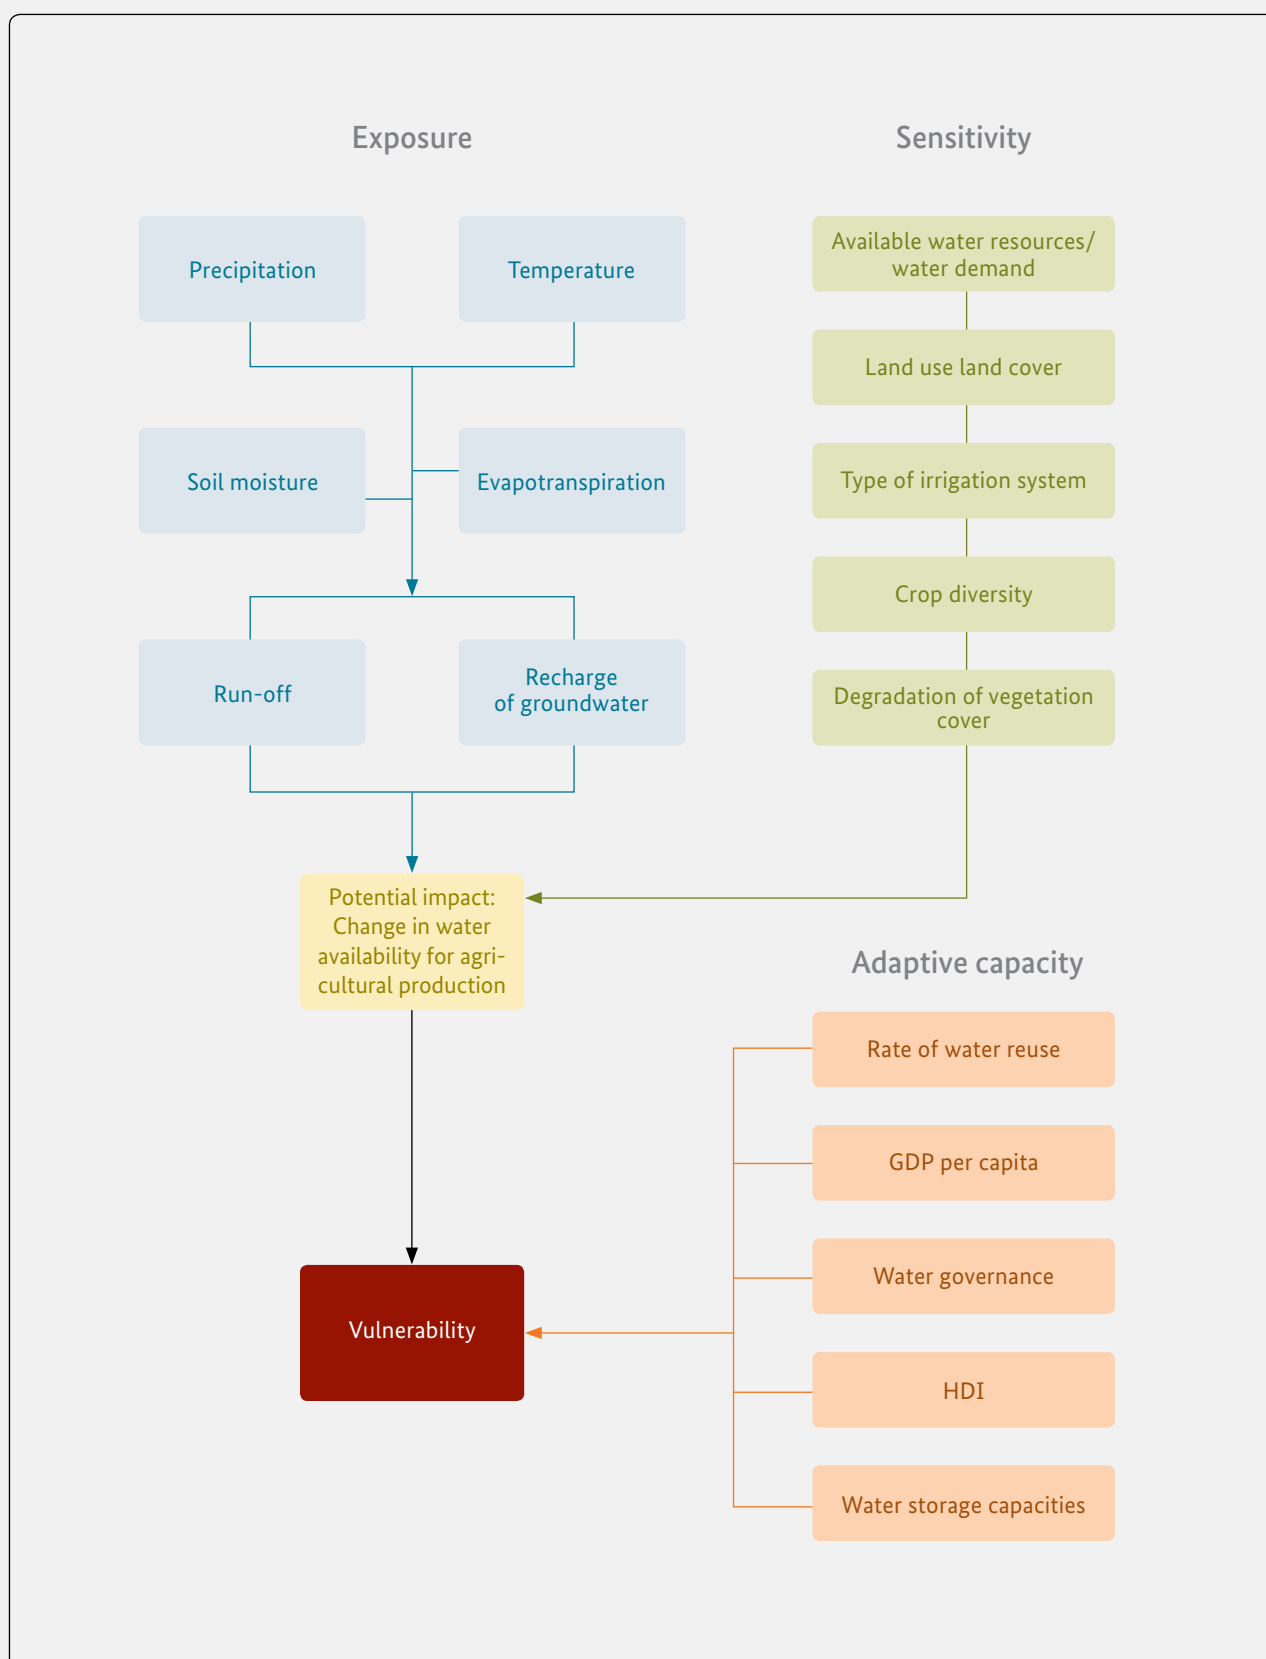 Exposure
Sensitivity
Precipitation
Temperature
Available water resources/
water demand
Land use land cover
Soil moisture
Evapotranspiration
Type of irrigation system
Crop diversity
Run-off
Recharge
of groundwater
Degradation of vegetation
cover
Potential impact:
Change in water
availability for agri-
cultural production
Adaptive capacity
Rate of water reuse
GDP per capita
Water governance
Vulnerability
HDI
Water storage capacities